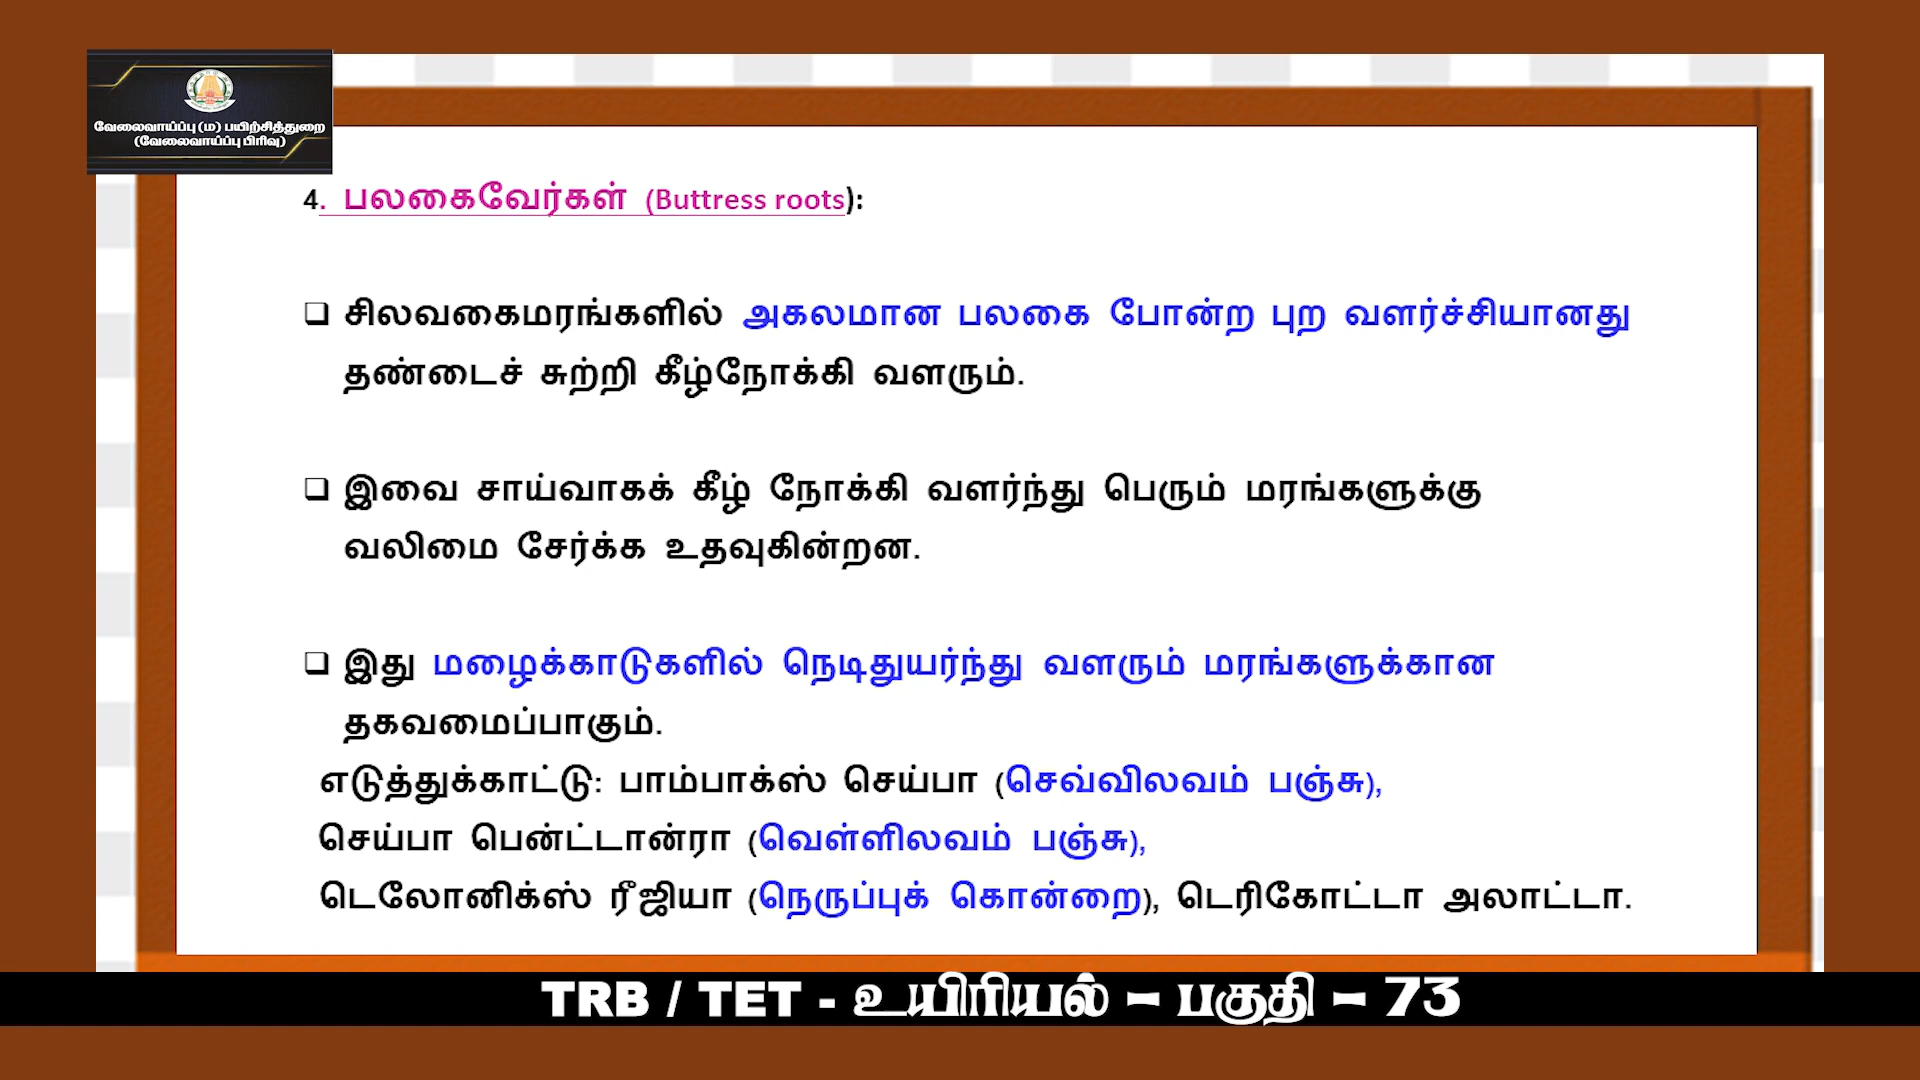 வேலைவாய்ப்பு (ம) பயிற்சித்துறை
(வேலைவாய்ப்பு பிரிவு)
4. பலகைவேர்கள் (Buttress roots):
❑ சிலவகைமரங்களில் அகலமான பலகை போன்ற புற வளர்ச்சியானது
தண்டைச் சுற்றி கீழ்நோக்கி வளரும்.
❑ இவை சாய்வாகக் கீழ் நோக்கி வளர்ந்து பெரும் மரங்களுக்கு
வலிமை சேர்க்க உதவுகின்றன.
❑ இது மழைக்காடுகளில் நெடிதுயர்ந்து வளரும் மரங்களுக்கான
தகவமைப்பாகும்.
எடுத்துக்காட்டு: பாம்பாக்ஸ் செய்பா (செவ்விலவம் பஞ்சு),
செய்பா பென்ட்டான்ரா (வெள்ளிலவம் பஞ்சு),
டெலோனிக்ஸ் ரீஜியா (நெருப்புக் கொன்றை), டெரிகோட்டா அலாட்டா.
TRB / TET - உயிரியல் – பகுதி – 73